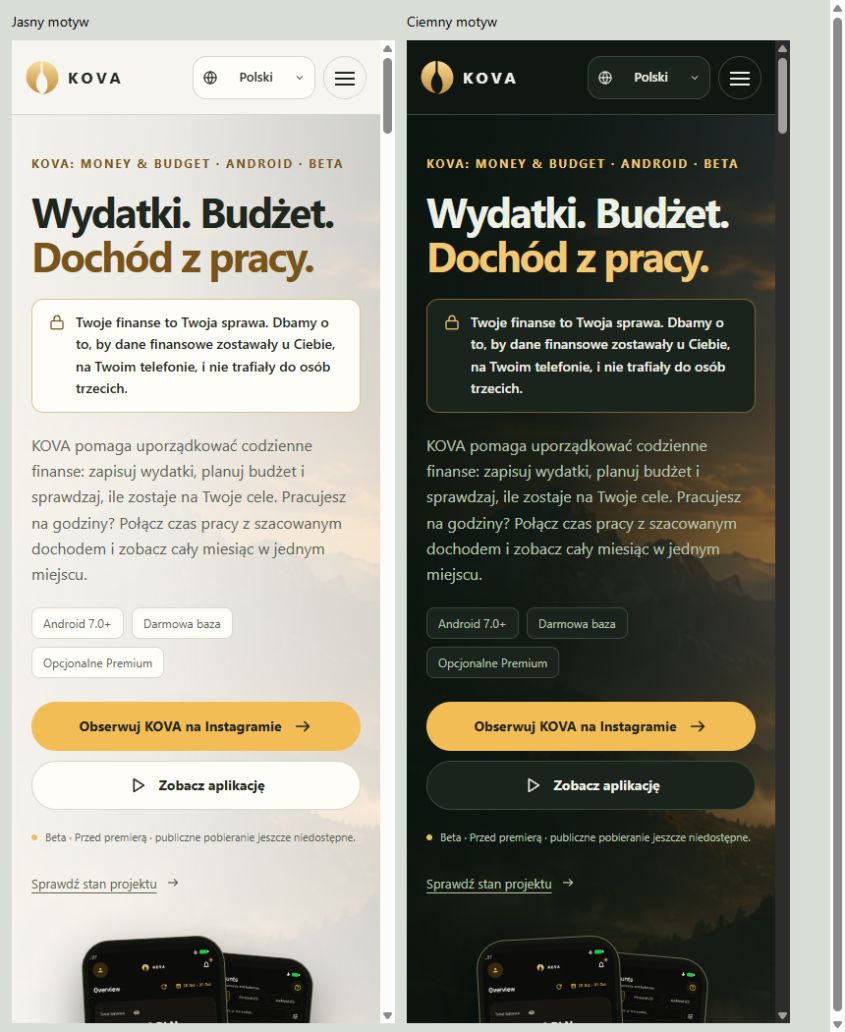 Jasny motyw
KOVA
Polski
KOVA: MONEY & BUDGET · ANDROID · BETA
Wydatki. Budżet.
Dochód z pracy.
Twoje finanse to Twoja sprawa. Dbamy o
to, by dane finansowe zostawały u Ciebie,
na Twoim telefonie, i nie trafiały do osób
trzecich.
KOVA pomaga uporządkować codzienne
finanse: zapisuj wydatki, planuj budżet i
sprawdzaj, ile zostaje na Twoje cele. Pracujesz
na godziny? Połącz czas pracy z szacowanym
dochodem i zobacz cały miesiąc w jednym
miejscu.
Android 7.0+
Darmowa baza
Opcjonalne Premium
Obserwuj KOVA na Instagramie
Zobacz aplikację
Beta · Przed premierą · publiczne pobieranie jeszcze niedostępne.
Sprawdź stan projektu
KOVA
Overview
Total balance
Ciemny motyw
KOVA
Polski
KOVA: MONEY & BUDGET · ANDROID · BETA
Wydatki. Budżet.
Dochód z pracy.
Twoje finanse to Twoja sprawa. Dbamy o
to, by dane finansowe zostawały u Ciebie,
na Twoim telefonie, i nie trafiały do osób
trzecich.
KOVA pomaga uporządkować codzienne
finanse: zapisuj wydatki, planuj budżet i
sprawdzaj, ile zostaje na Twoje cele. Pracujesz
na godziny? Połącz czas pracy z szacowanym
dochodem i zobacz cały miesiąc w jednym
miejscu.
Android 7.0+
Darmowa baza
Opcjonalne Premium
Obserwuj KOVA na Instagramie
Zobacz aplikację
Beta · Przed premierą · publiczne pobieranie jeszcze niedostępne.
Sprawdź stan projektu
KOVA
Overview
Total balance